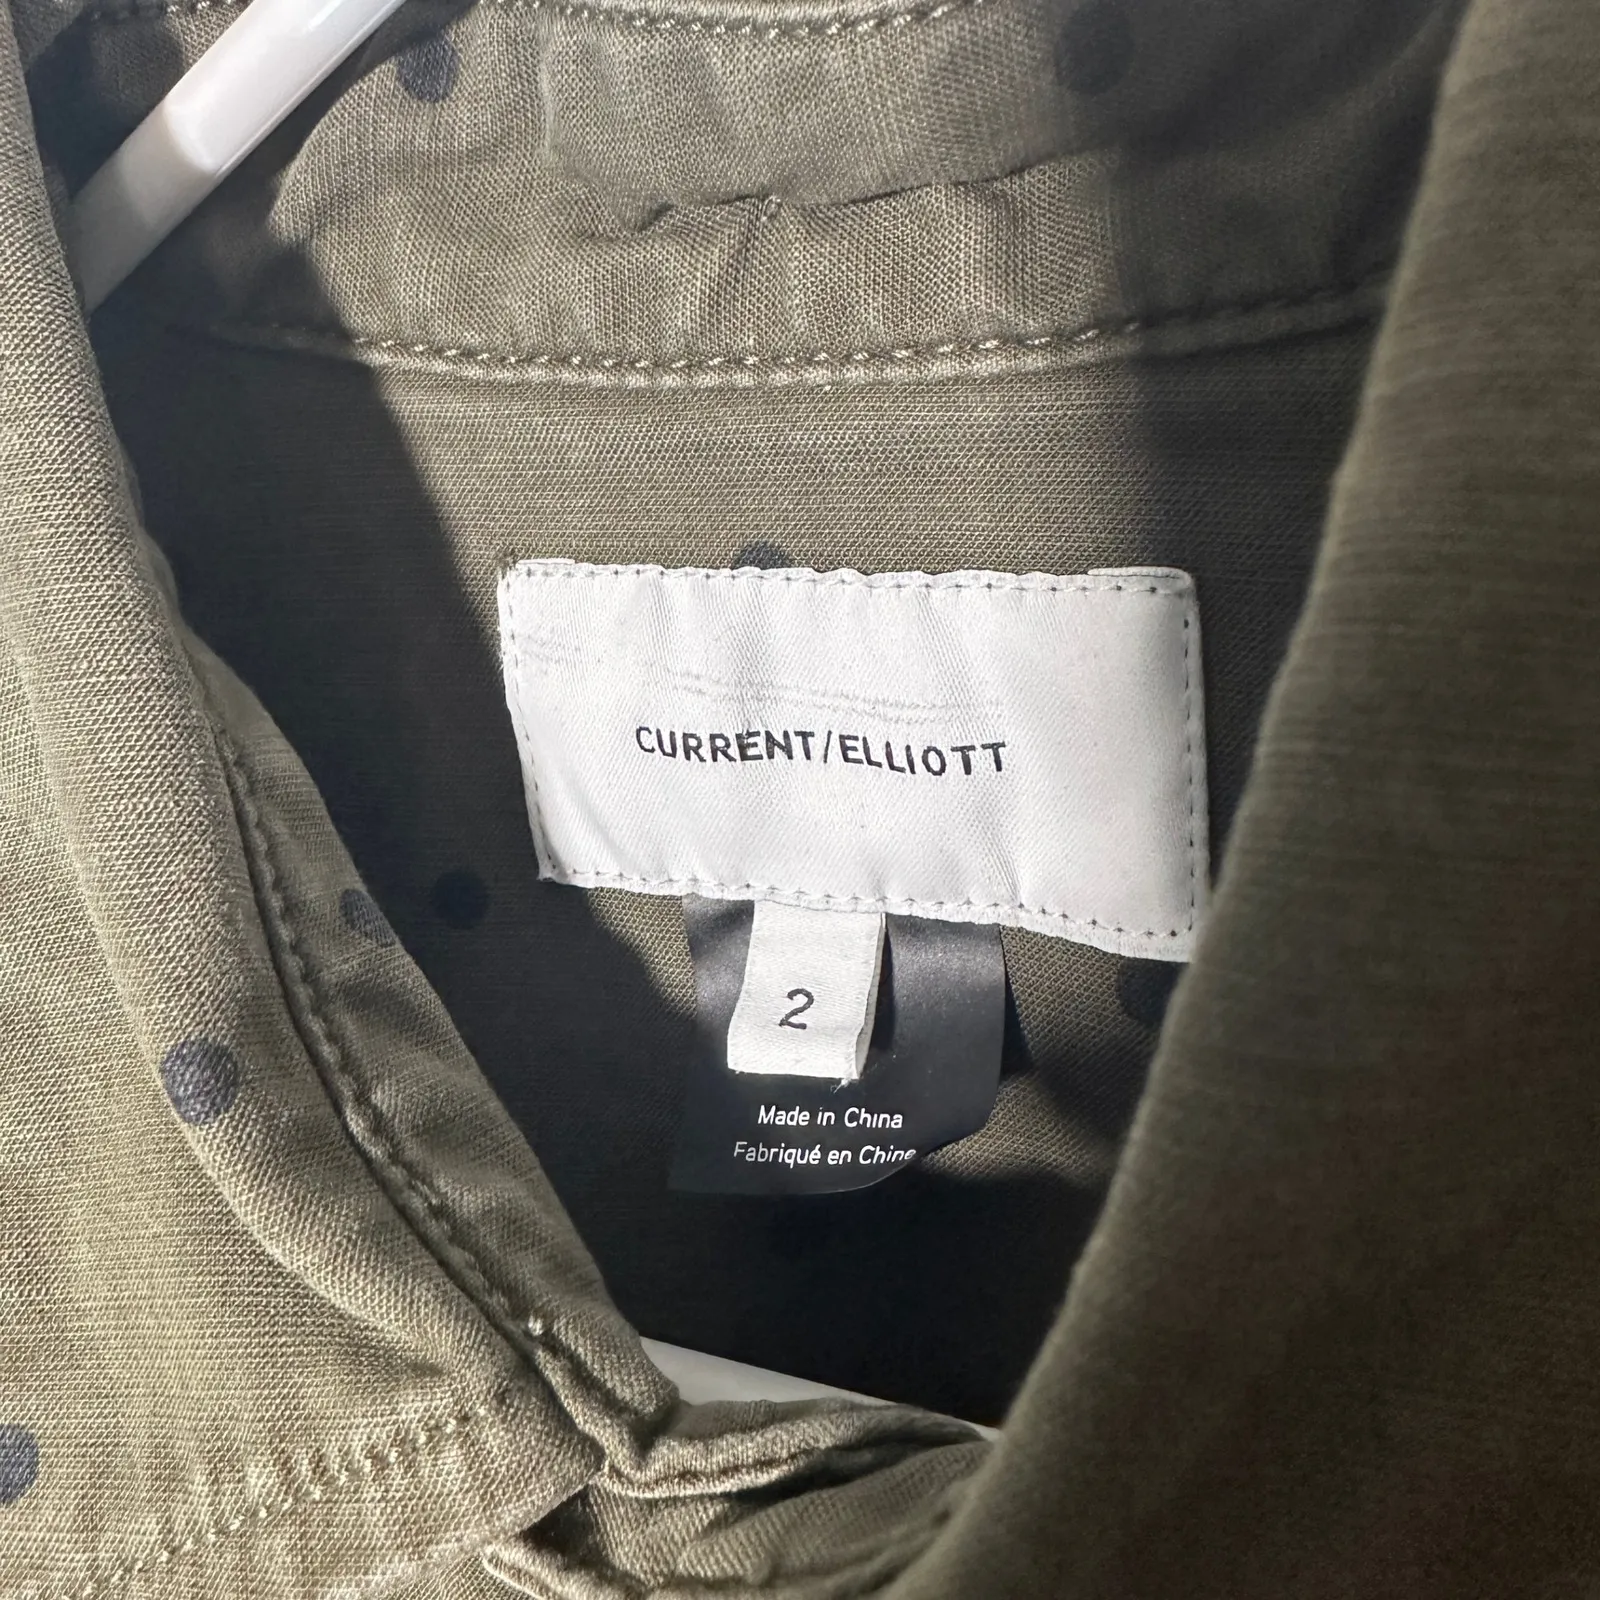 CURRENT/ELLIOTT
2
Made in China
Fabriqué en Chine